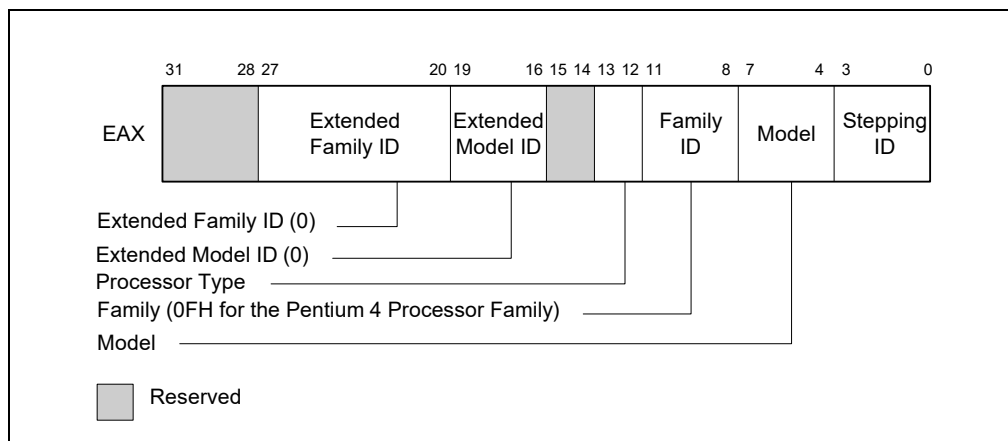 31 28 27 20 19 16 15 14 13 12 11 8 7 4 3 0
EAX
Extended Family ID
Extended Model ID
Family ID
Model
Stepping ID
Extended Family ID (0)
Extended Model ID (0)
Processor Type
Family (0FH for the Pentium 4 Processor Family)
Model
Reserved